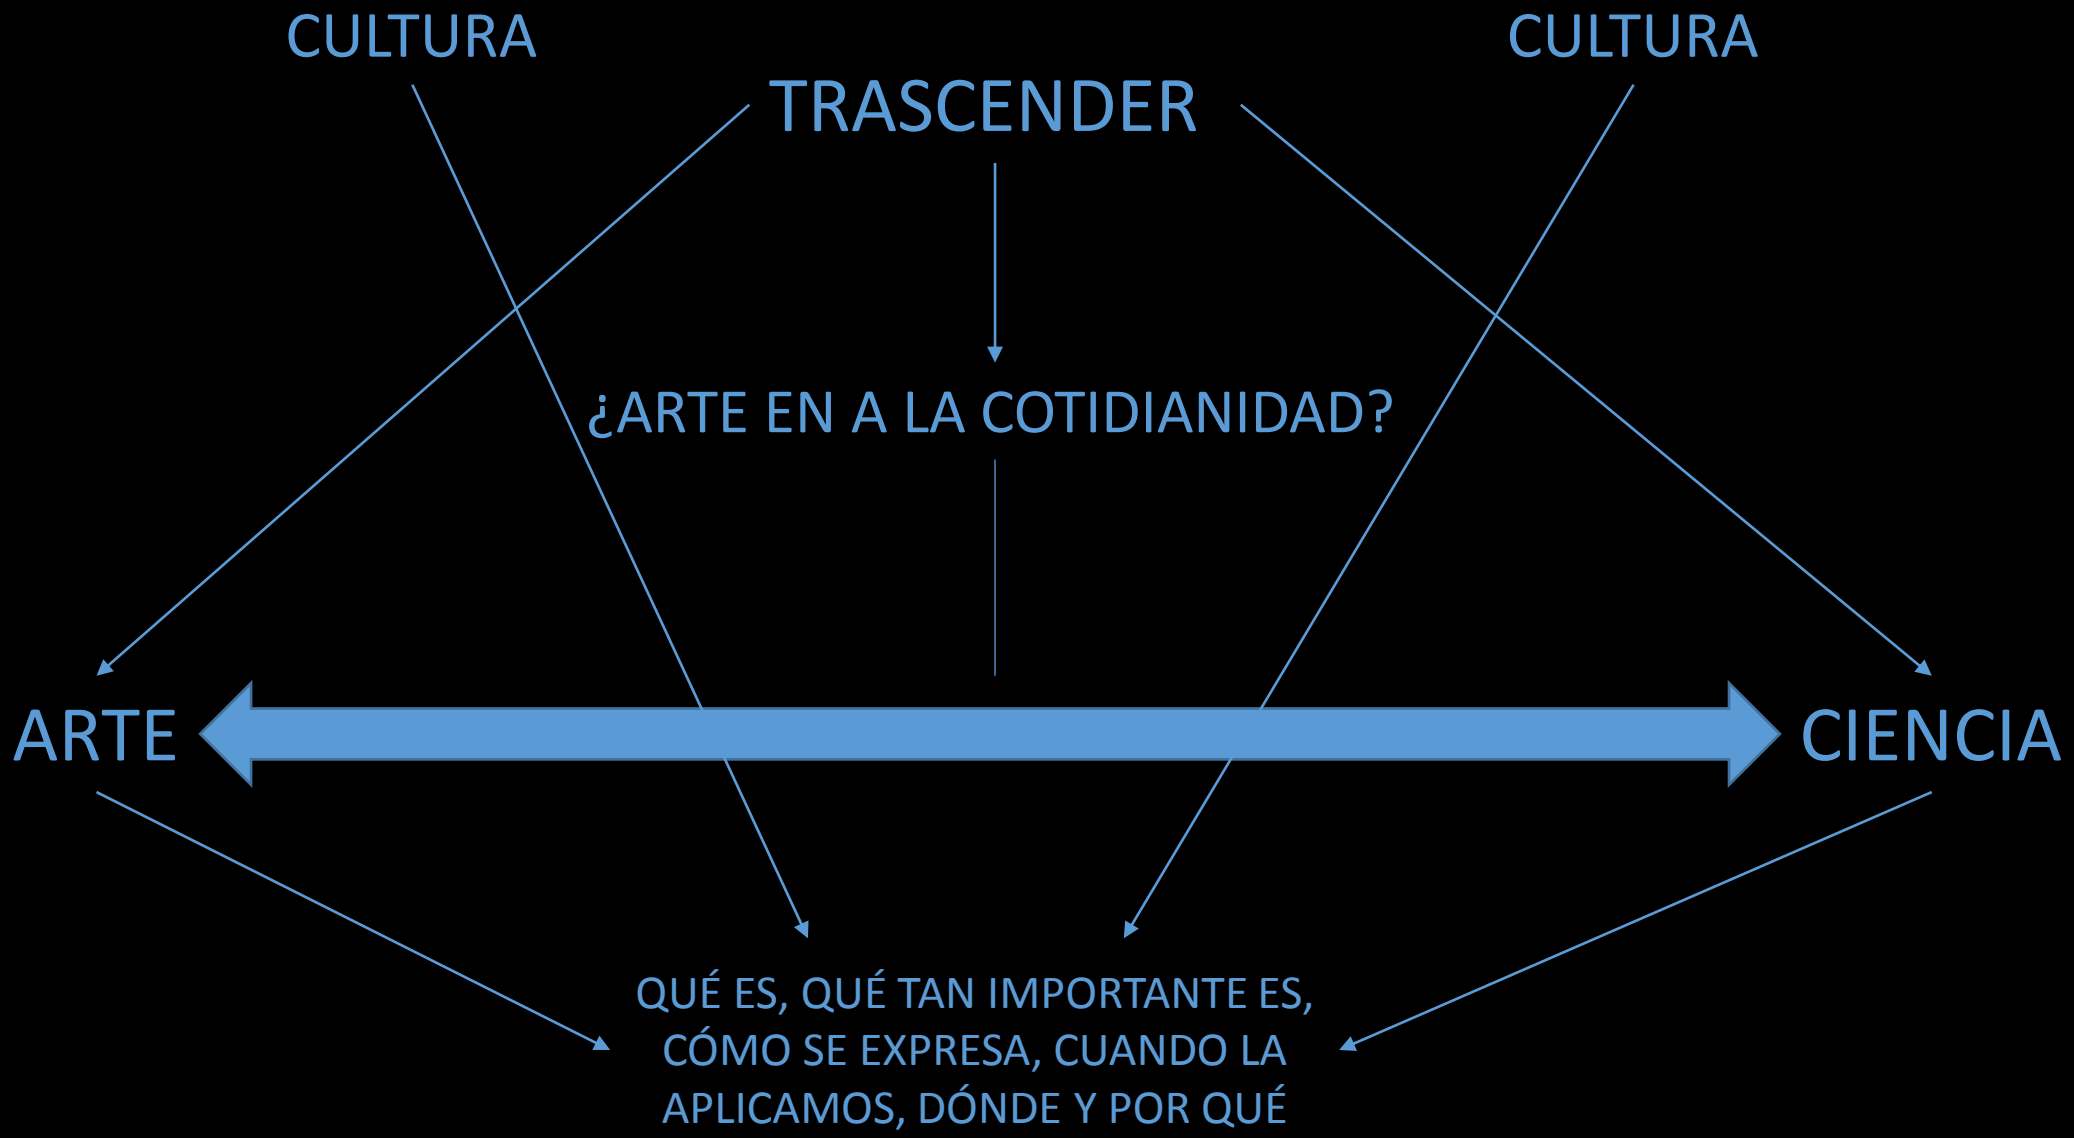 CULTURA
CULTURA
TRASCENDER
¿ARTE EN A LA COTIDIANIDAD?
ARTE
CIENCIA
QUÉ ES, QUÉ TAN IMPORTANTE ES,
CÓMO SE EXPRESA, CUANDO LA
APLICAMOS, DÓNDE Y POR QUÉ